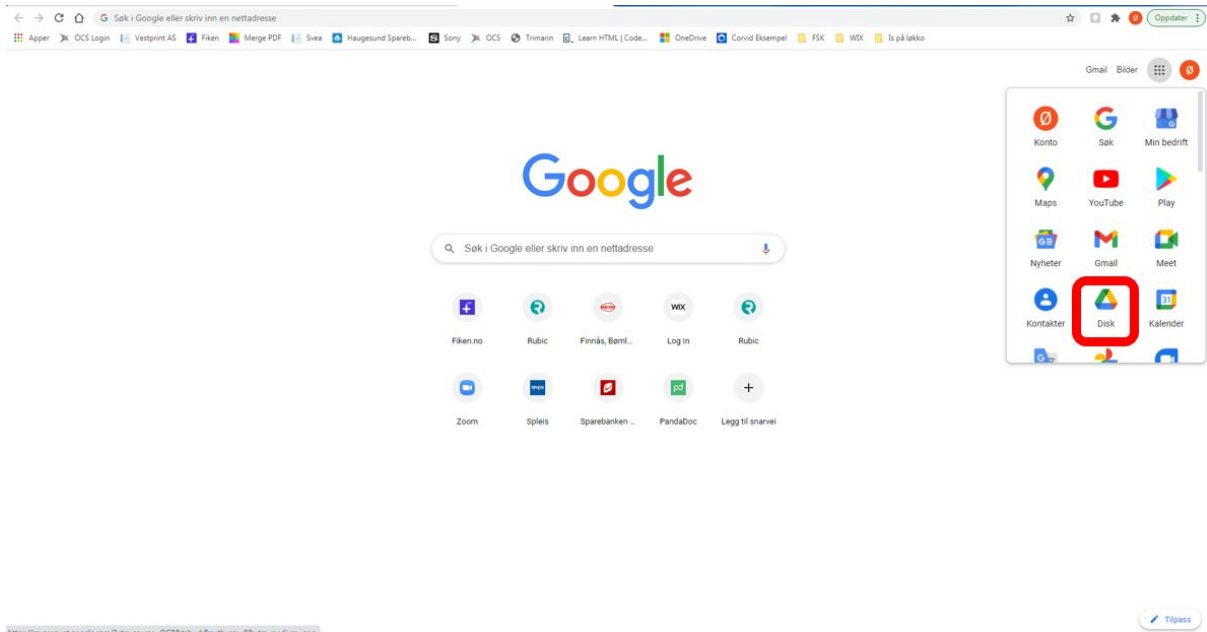 Søk i Google eller skriv inn en nettadresse
Oppdater
Apper OCS Login Vestprint AS Fiken Merge PDF Svea Haugesund Spareb... Sony OCS Trimarin Learn HTML | Code... OneDrive Corvid Eksempel FSK WIX Is på løkko
Gmail Bilder Ø
Ø G
Konto Søk Min bedrift
Maps YouTube Play
Nyheter Gmail Meet
31
Kontakter Disk Kalender
Google
Søk i Google eller skriv inn en nettadresse
WIX
Fiken.no Rubic Finnås, Bøml... Log In Rubic
pd
Zoom Spleis Sparebanken ... PandaDoc Legg til snarvei
Tilpass